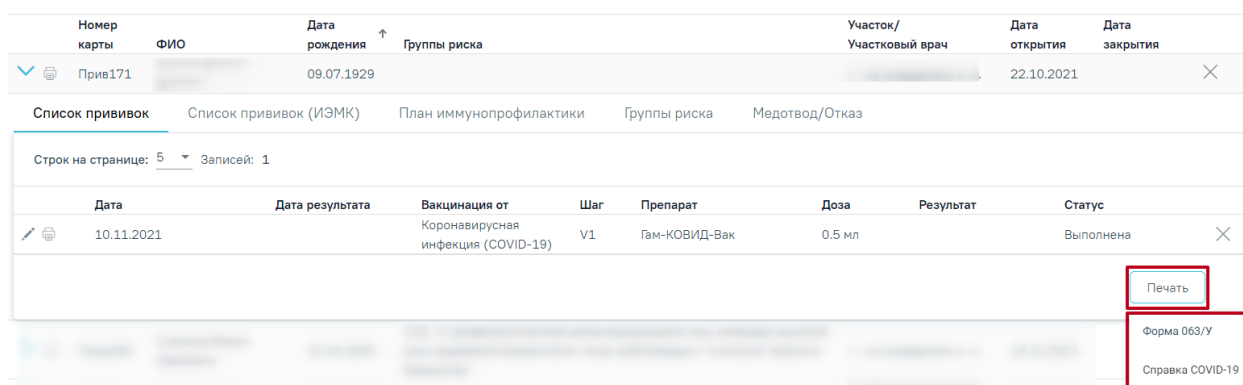 Номер карты ФИО Дата рождения ↑ Группы риска Участок/ Участковый врач Дата открытия Дата закрытия
Прив171 09.07.1929 22.10.2021
Список прививок Список прививок (ИЭМК) План иммунопрофилактики Группы риска Медотвод/Отказ
Строк на странице: 5 Записей: 1
Дата Дата результата Вакцинация от Шаг Препарат Доза Результат Статус
10.11.2021 Коронавирусная инфекция (COVID-19) V1 Гам-КОВИД-Вак 0.5 мл Выполнена
Печать
Форма 063/У
Справка COVID-19